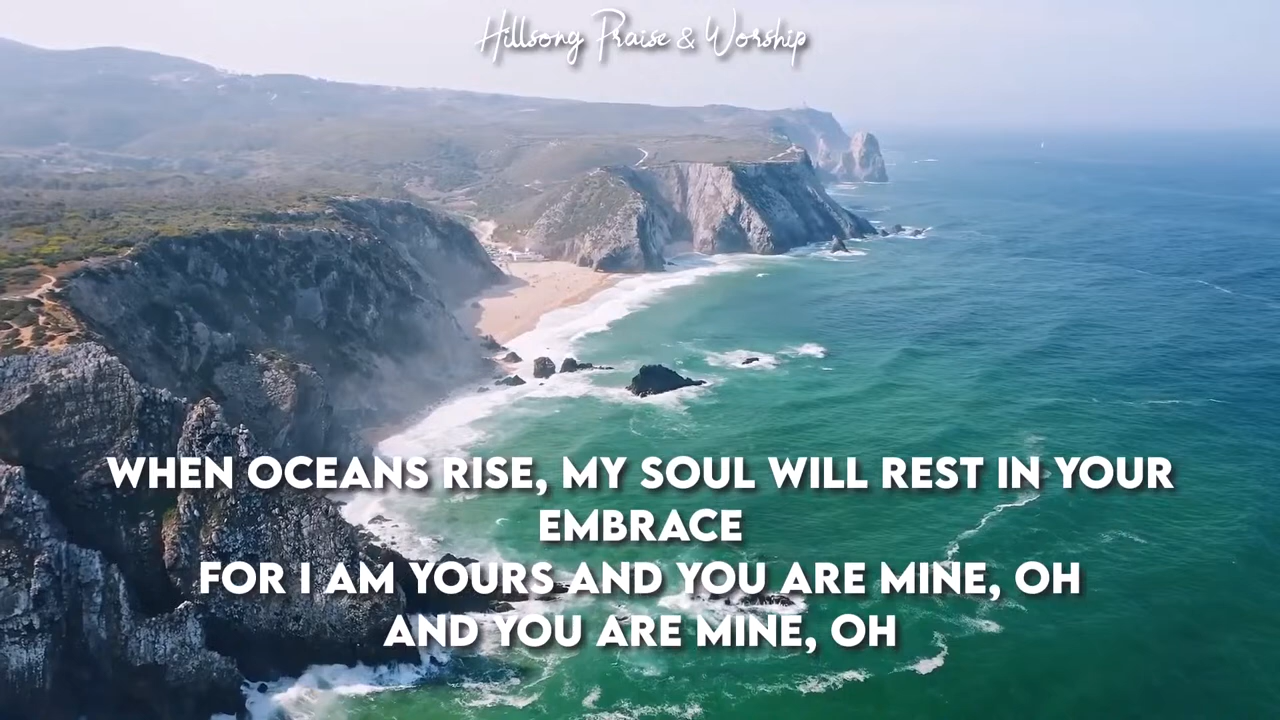 Hillsong Praise & Worship
WHEN OCEANS RISE, MY SOUL WILL REST IN YOUR
EMBRACE
FOR I AM YOURS AND YOU ARE MINE, OH
AND YOU ARE MINE, OH